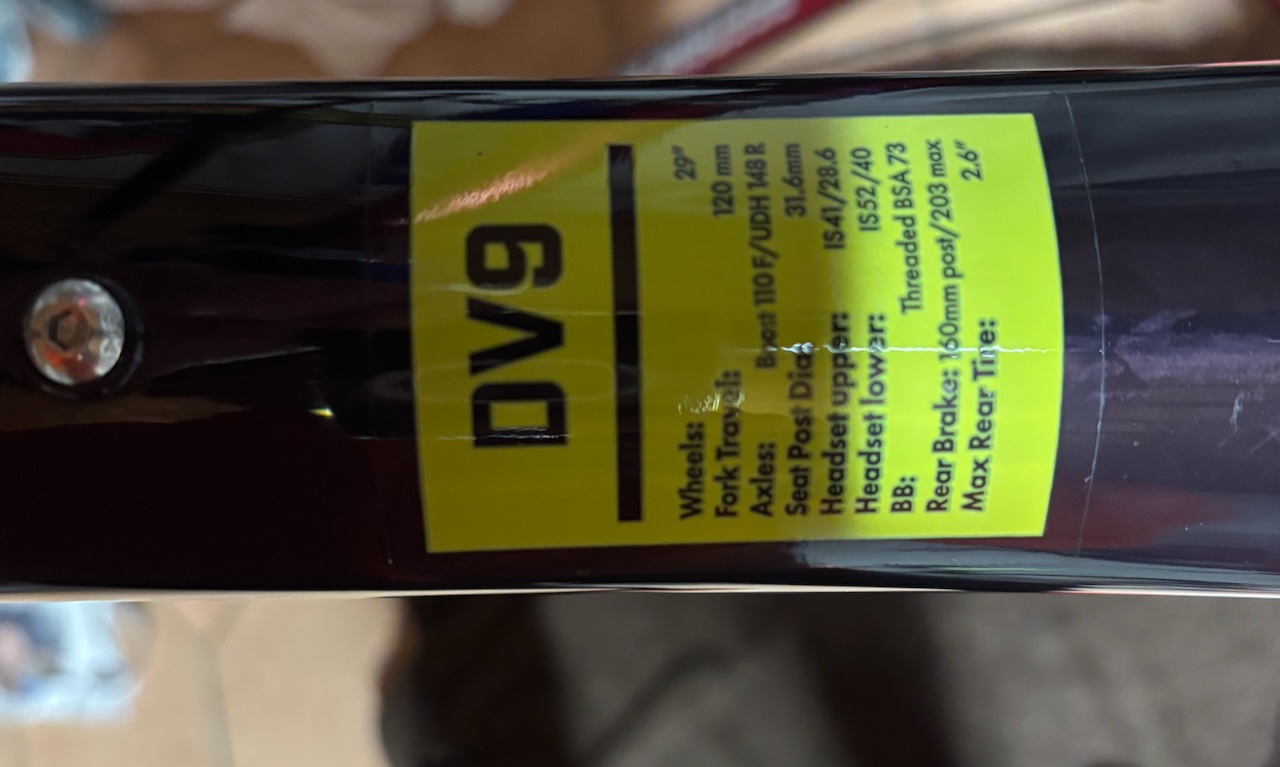 DV9
Wheels: 29"
Fork Travel: 120 mm
Axles: Boost 110 F/UDH 148 R
Seat Post Dia: 31.6mm
Headset upper: IS41/28.6
Headset lower: IS52/40
BB: Threaded BSA 73
Rear Brake: 160mm post/203 max
Max Rear Tire: 2.6"